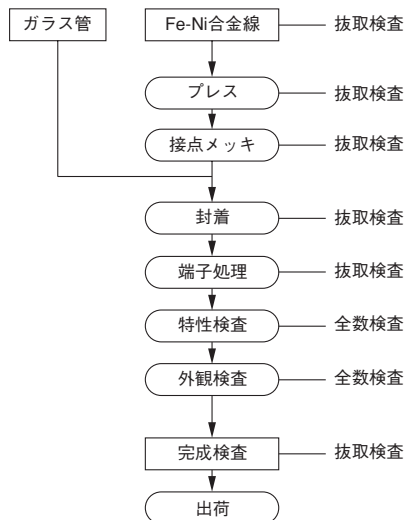 ガラス管
Fe-Ni合金線
抜取検査
プレス
抜取検査
接点メッキ
抜取検査
封着
抜取検査
端子処理
抜取検査
特性検査
全数検査
外観検査
全数検査
完成検査
抜取検査
出荷